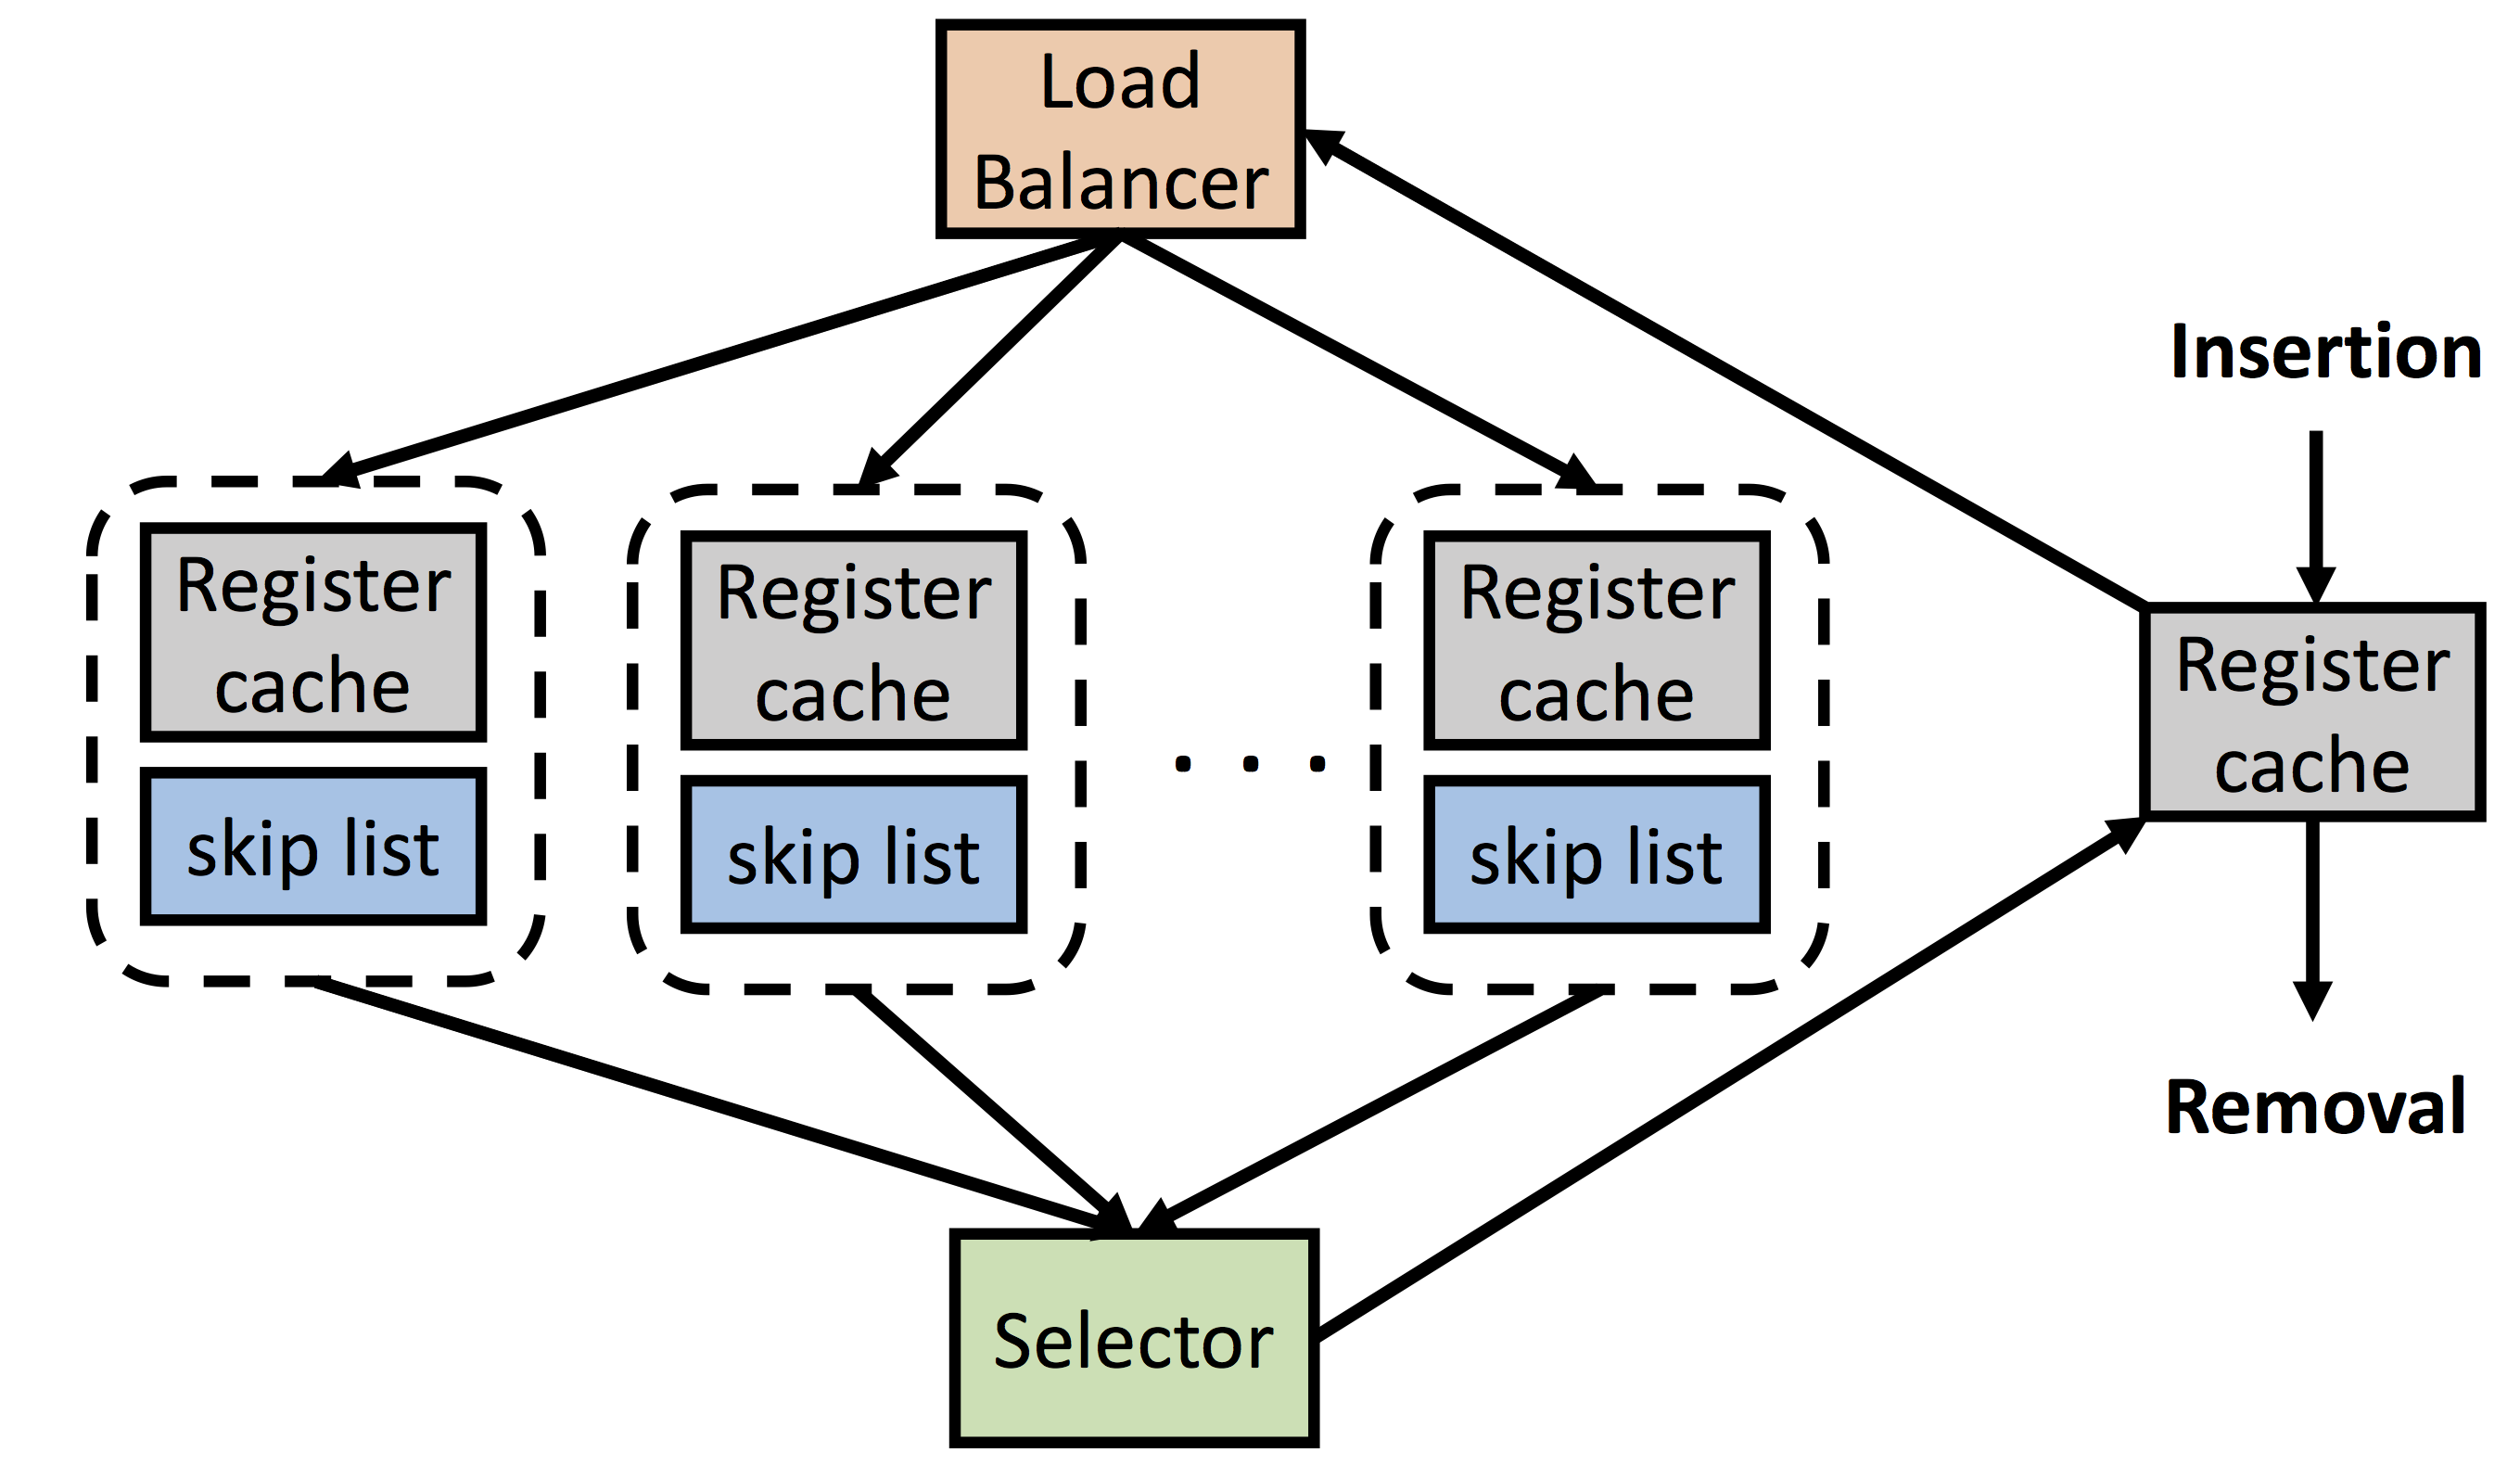 Load
Balancer
Insertion
Register
cache
skip list
Register
cache
skip list
. . .
Register
cache
skip list
Register
cache
Removal
Selector